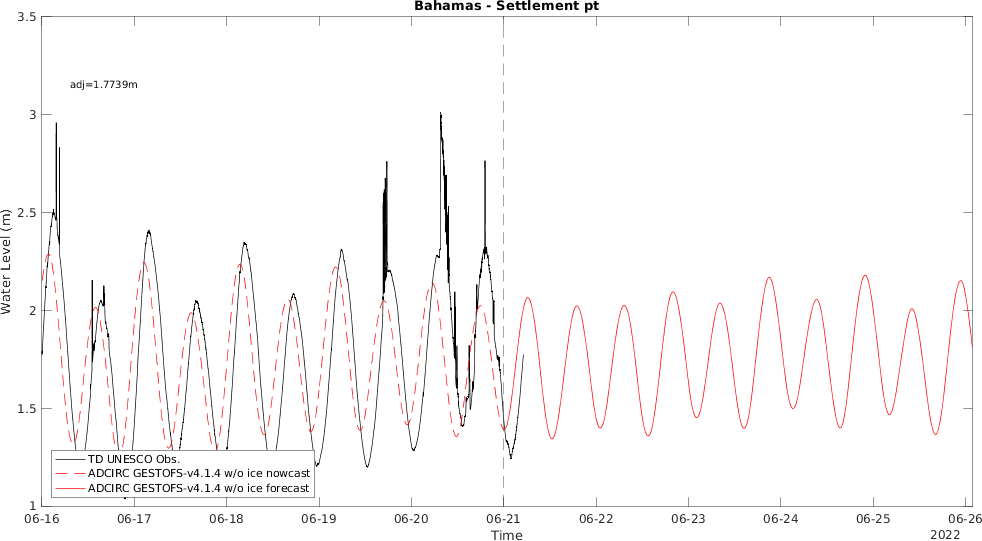 Bahamas - Settlement pt
3.5
adj=1.7739m
3
2.5
Water Level (m)
2
1.5
TD UNESCO Obs.
ADCIRC GESTOFS-v4.1.4 w/o ice nowcast
ADCIRC GESTOFS-v4.1.4 w/o ice forecast
1
06-16 06-17 06-18 06-19 06-20 06-21 06-22 06-23 06-24 06-25 06-26
Time 2022